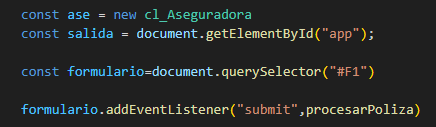 const ase = new cl_Aseguradora
const salida = document.getElementById("app");
const formulario=document.querySelector("#F1")
formulario.addEventListener("submit",procesarPoliza)